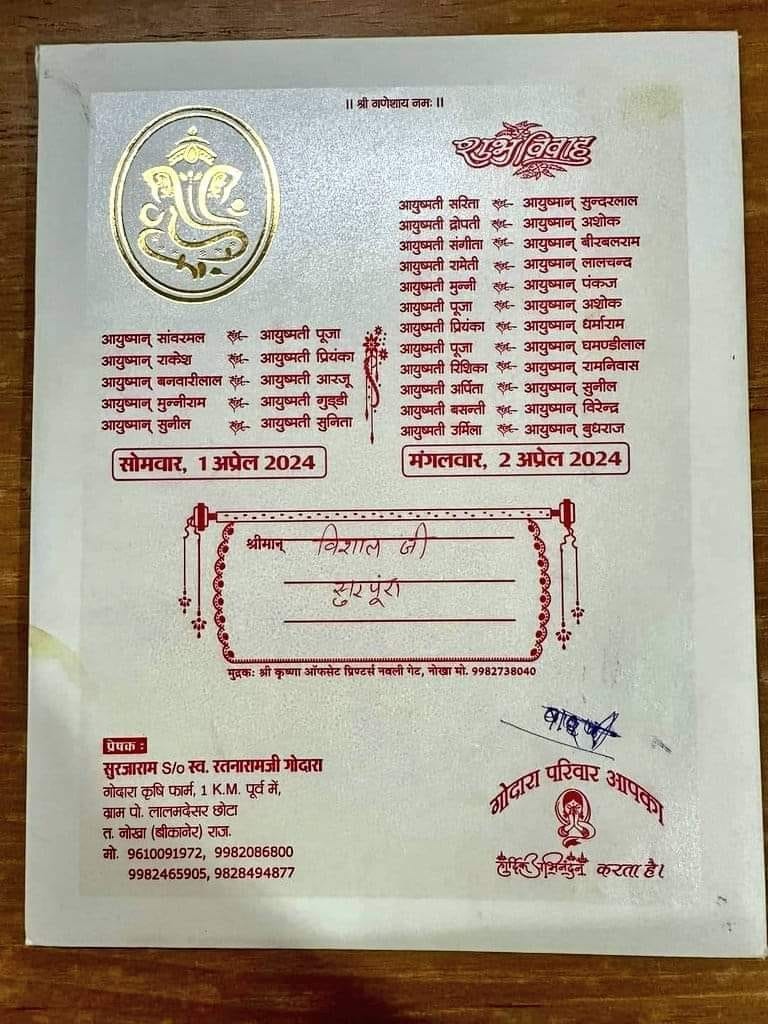 ॥ श्री गणेशाय नमः ॥
शुभ विवाह
आयुष्मती सरिता आयुष्मान् सुन्दरलाल
आयुष्मती द्रोपती आयुष्मान् अशोक
आयुष्मती संगीता आयुष्मान् बीरबलराम
आयुष्मती रामेती आयुष्मान् लालचन्द
आयुष्मती मुन्नी आयुष्मान् पंकज
आयुष्मती पूजा आयुष्मान् अशोक
आयुष्मती प्रियंका आयुष्मान् धर्माराम
आयुष्मती पूजा आयुष्मान् घमण्डीलाल
आयुष्मती रिशिका आयुष्मान् रामनिवास
आयुष्मती अर्पिता आयुष्मान् सुनील
आयुष्मती बसन्ती आयुष्मान् विरेन्द्र
आयुष्मती उर्मिला आयुष्मान् बुधराज
मंगलवार, 2 अप्रेल 2024
आयुष्मान् सांवरमल आयुष्मती पूजा
आयुष्मान् राकेश आयुष्मती प्रियंका
आयुष्मान् बनवारीलाल आयुष्मती आरजू
आयुष्मान् मुन्नीराम आयुष्मती गुड्डी
आयुष्मान् सुनील आयुष्मती सुनिता
सोमवार, 1 अप्रेल 2024
श्रीमान् विशाल जी
सुरपूरा
मुद्रकः श्री कृष्णा ऑफसेट प्रिण्टर्स नवली गेट, नोखा मो. 9982738040
प्रेषक :
सुरजाराम S/o स्व. रतनारामजी गोदारा
गोदारा कृषि फार्म, 1 K.M. पूर्व में,
ग्राम पो. लालमदेसर छोटा
त. नोखा (बीकानेर) राज.
मो. 9610091972, 9982086800
9982465905, 9828494877
गोदारा परिवार आपका
हार्दिक अभिनंदन करता है।